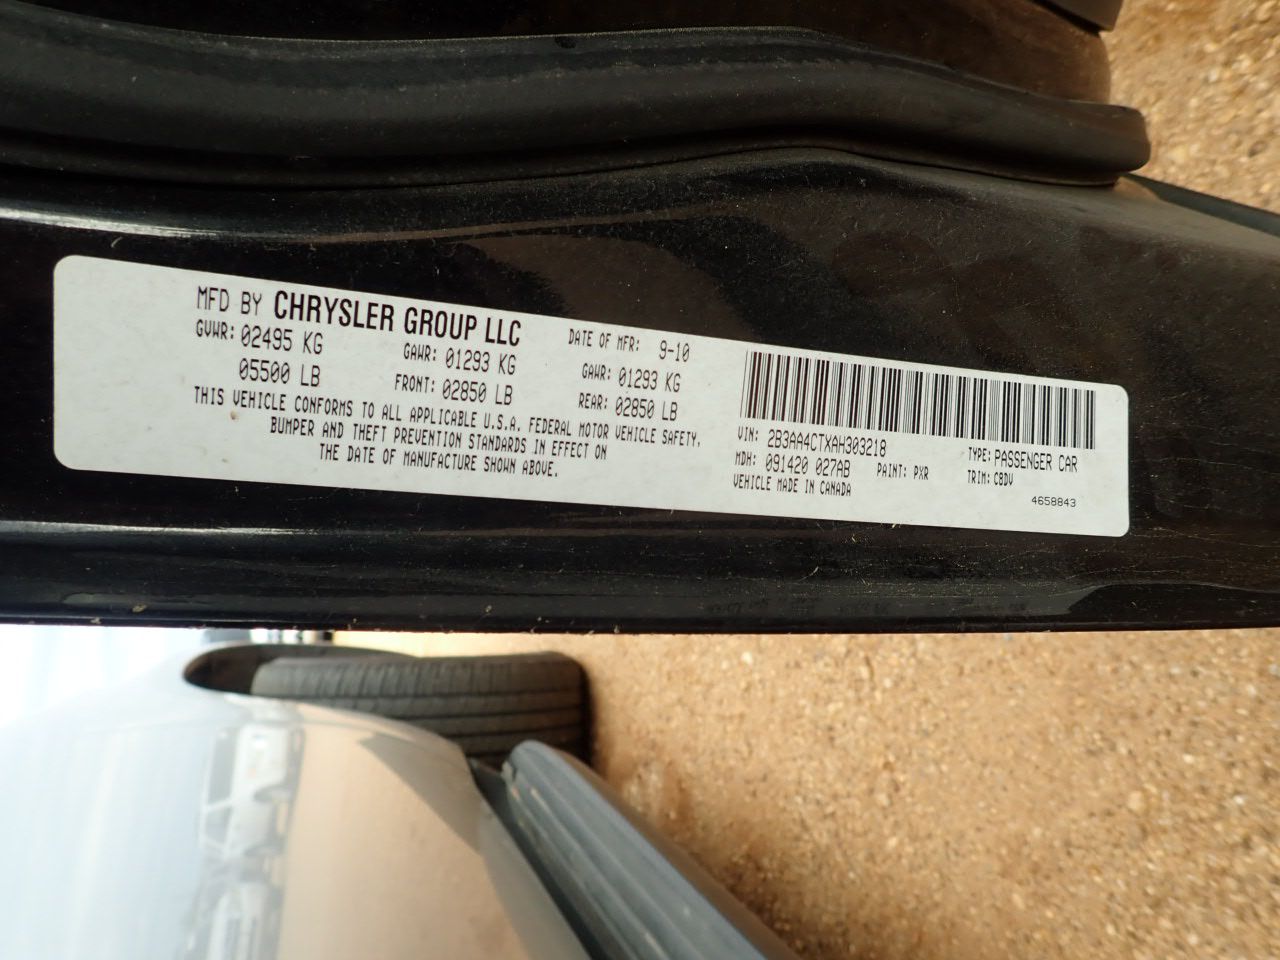 MFD BY CHRYSLER GROUP LLC
DATE OF MFR: 9-10
GVWR: 02495 KG
05500 LB
GAWR: 01293 KG
FRONT: 02850 LB
GAWR: 01293 KG
REAR: 02850 LB
THIS VEHICLE CONFORMS TO ALL APPLICABLE U.S.A. FEDERAL MOTOR VEHICLE SAFETY,
BUMPER AND THEFT PREVENTION STANDARDS IN EFFECT ON
THE DATE OF MANUFACTURE SHOWN ABOVE.
VIN: 2B3AA4CTXAH303218
TYPE: PASSENGER CAR
MDH: 091420 027AB
PAINT: PXR
TRIM: C8DV
VEHICLE MADE IN CANADA
4658843